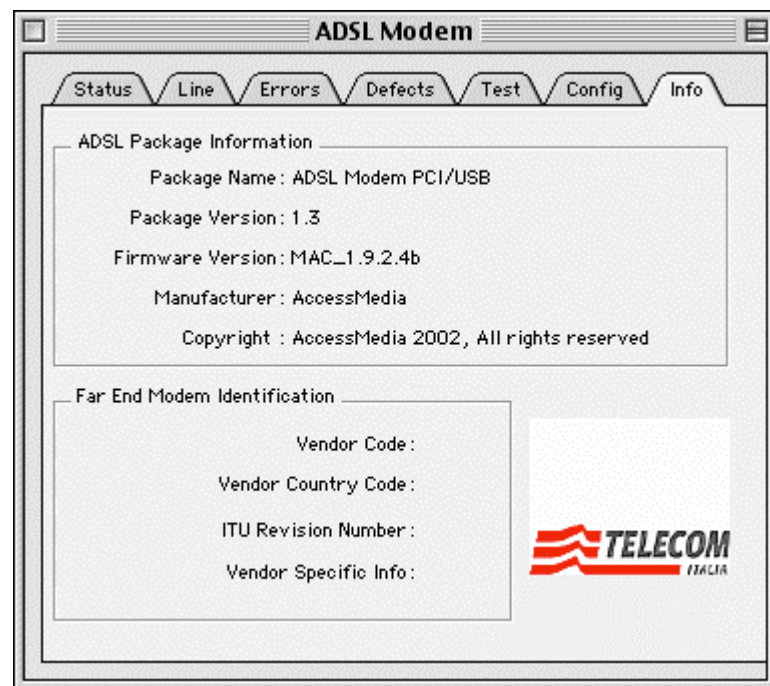 ADSL Modem
Status Line Errors Defects Test Config Info
ADSL Package Information
Package Name : ADSL Modem PCI/USB
Package Version : 1.3
Firmware Version : MAC_1.9.2.4b
Manufacturer : AccessMedia
Copyright : AccessMedia 2002, All rights reserved
Far End Modem Identification
Vendor Code :
Vendor Country Code :
ITU Revision Number :
Vendor Specific Info :
TELECOM
ITALIA